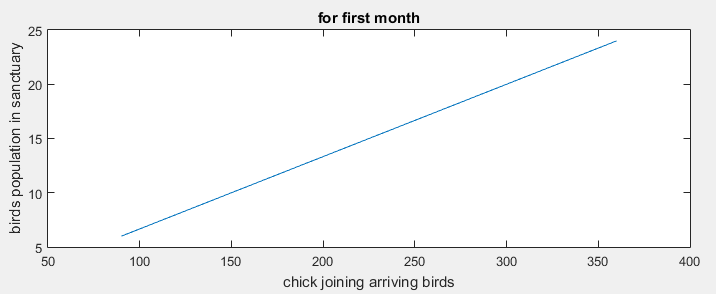 for first month
25
20
15
10
5
birds population in sanctuary
50 100 150 200 250 300 350 400
chick joining arriving birds